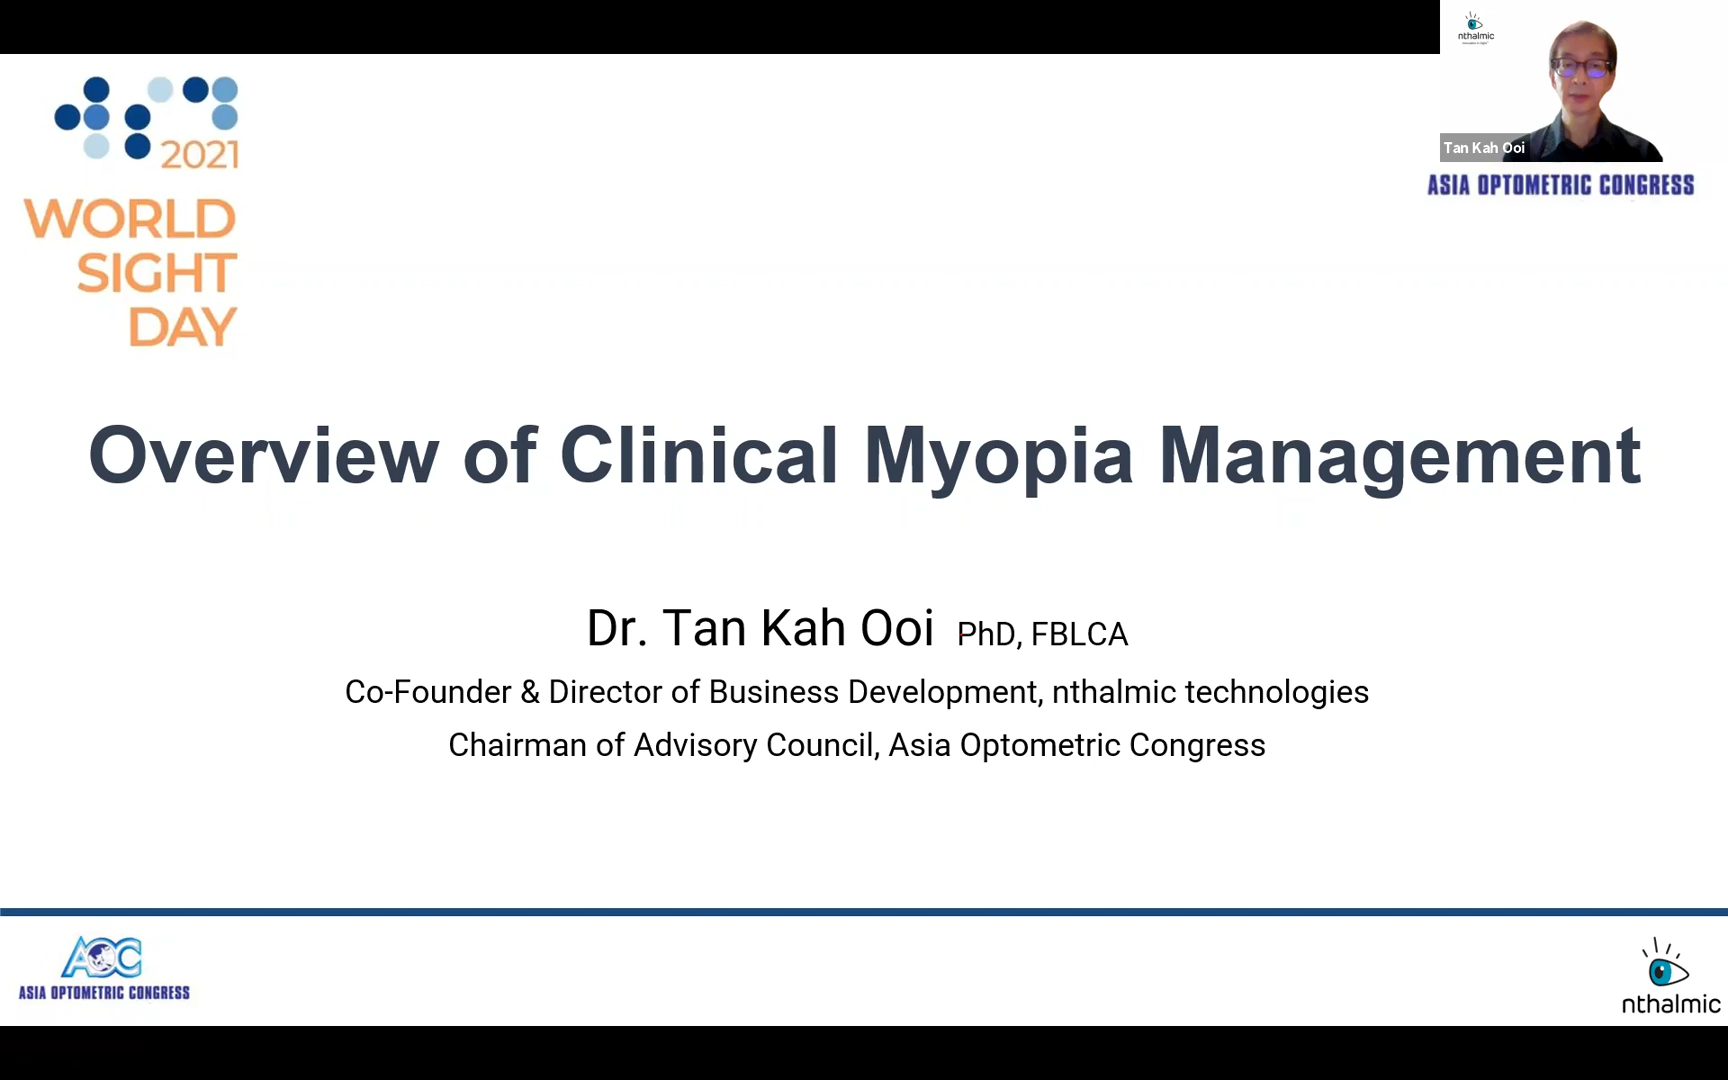 2021
WORLD
SIGHT
DAY
nthalmic
Tan Kah Ooi
ASIA OPTOMETRIC CONGRESS
Overview of Clinical Myopia Management
Dr. Tan Kah Ooi PhD, FBLCA
Co-Founder & Director of Business Development, nthalmic technologies
Chairman of Advisory Council, Asia Optometric Congress
AOC
ASIA OPTOMETRIC CONGRESS
nthalmic